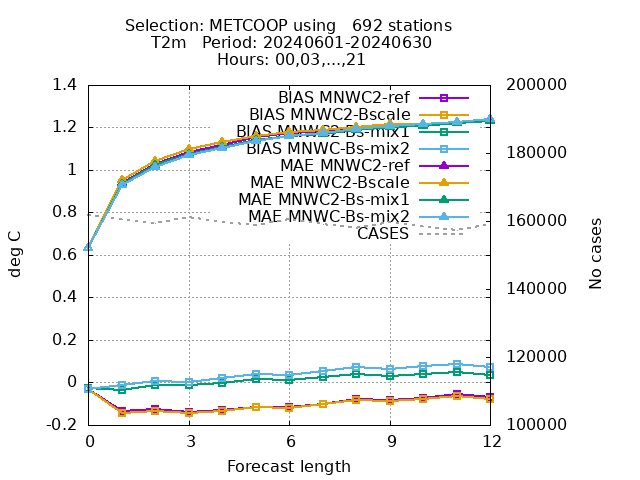 Selection: METCOOP using   692 stations
T2m   Period: 20240601-20240630
Hours: 00,03,...,21
1.4
1.2
1
0.8
0.6
0.4
0.2
0
-0.2
deg C
BIAS MNWC2-ref
BIAS MNWC2-Bscale
BIAS MNWC2-Bs-mix1
BIAS MNWC-Bs-mix2
MAE MNWC2-ref
MAE MNWC2-Bscale
MAE MNWC2-Bs-mix1
MAE MNWC-Bs-mix2
CASES
200000
180000
160000
140000
120000
100000
No cases
0 3 6 9 12
Forecast length